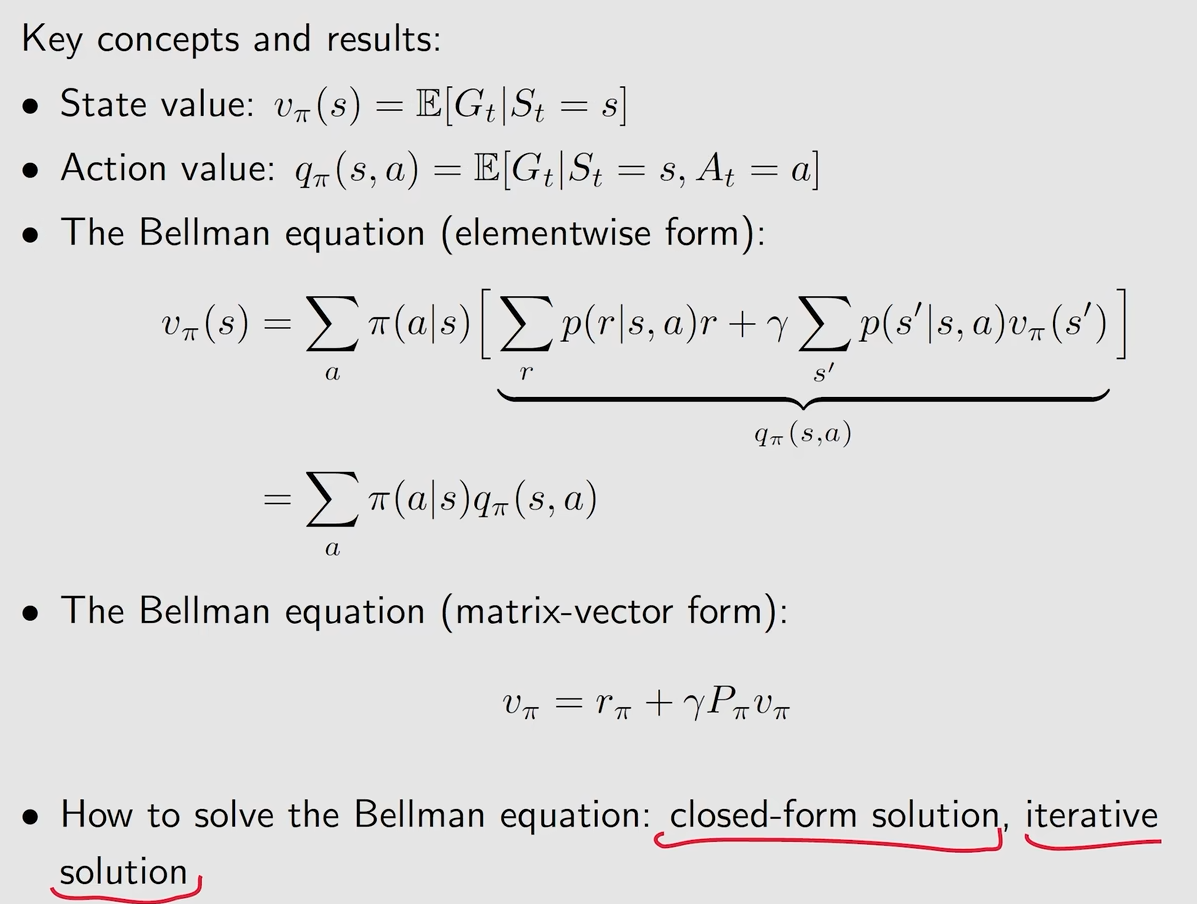 Key concepts and results:
• State value: $v_\pi(s) = \mathbb{E}[G_t|S_t = s]$
• Action value: $q_\pi(s, a) = \mathbb{E}[G_t|S_t = s, A_t = a]$
• The Bellman equation (elementwise form):
$v_\pi(s) = \sum_a \pi(a|s)\Big[\underbrace{\sum_r p(r|s, a)r + \gamma \sum_{s'} p(s'|s, a)v_\pi(s')}_{q_\pi(s,a)}\Big]$
$= \sum_a \pi(a|s)q_\pi(s, a)$
• The Bellman equation (matrix-vector form):
$v_\pi = r_\pi + \gamma P_\pi v_\pi$
• How to solve the Bellman equation: closed-form solution, iterative
solution